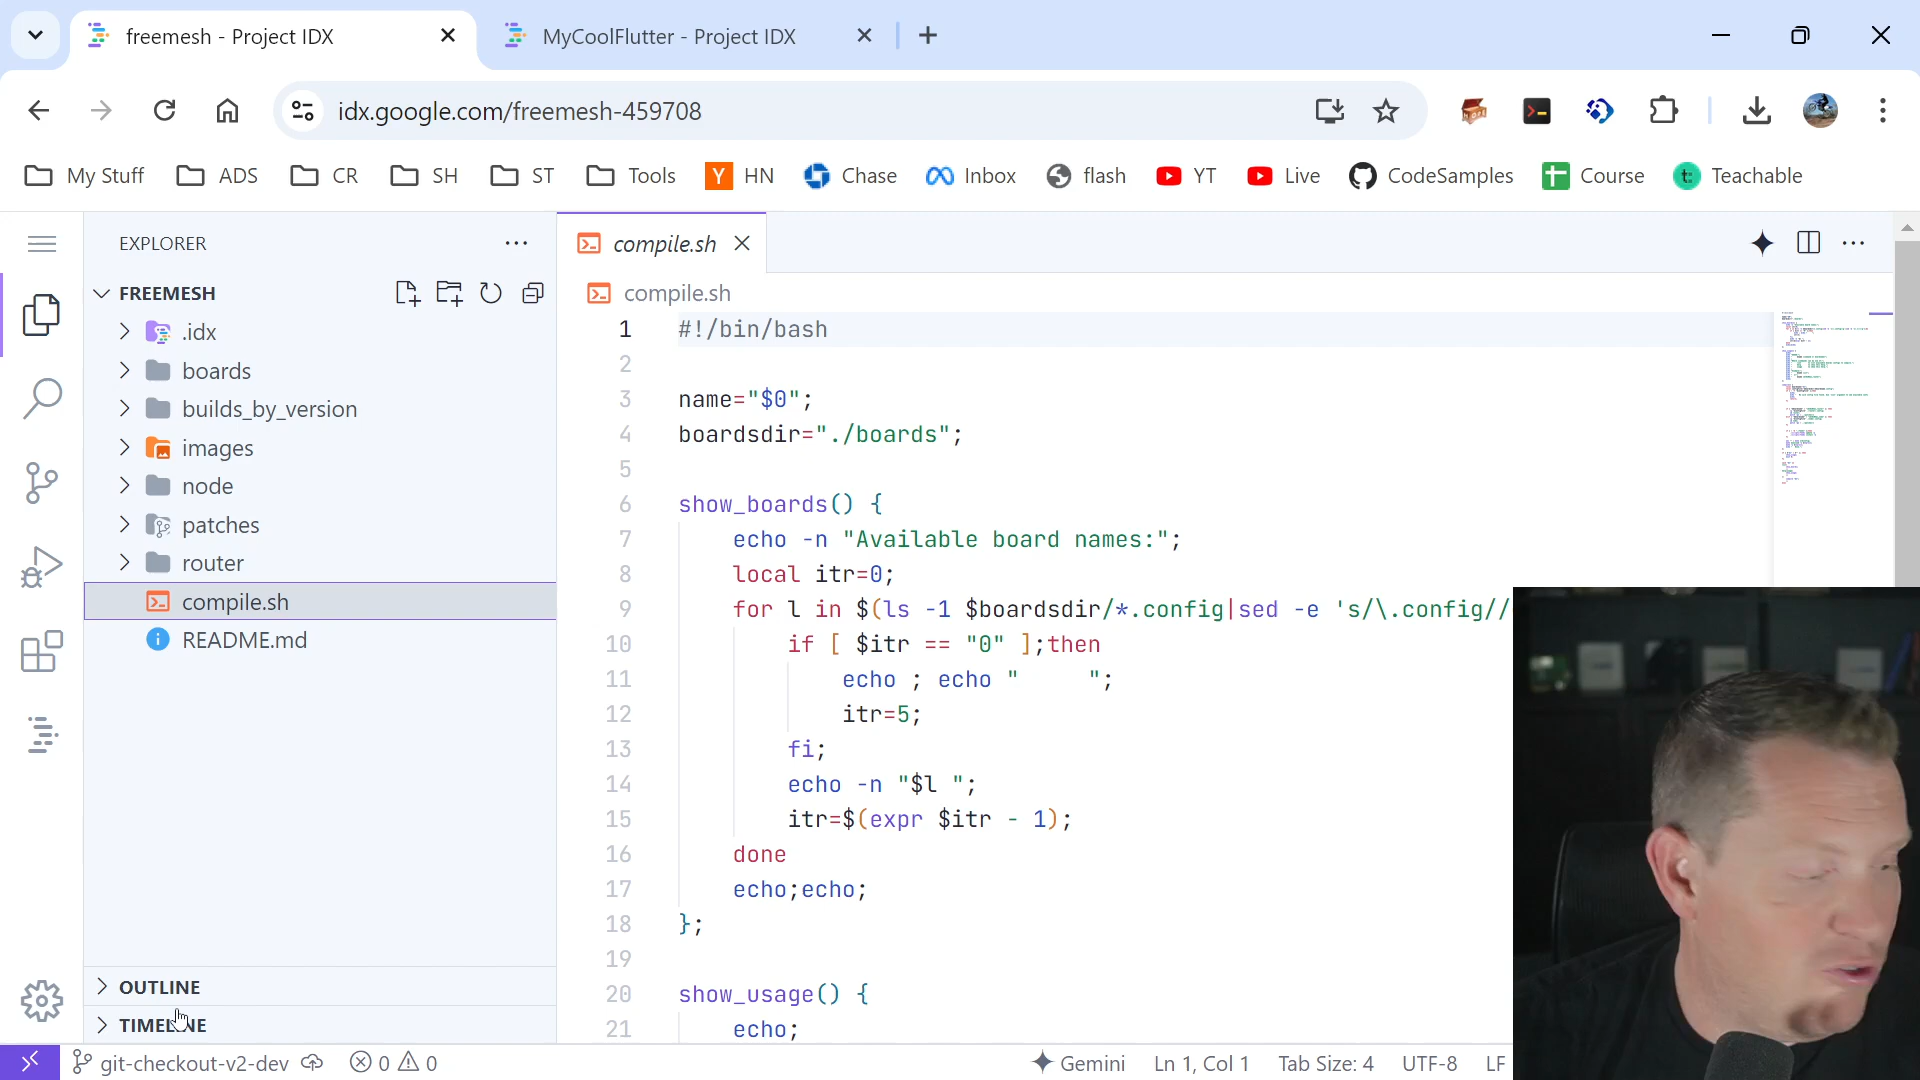 freemesh - Project IDX
MyCoolFlutter - Project IDX
idx.google.com/freemesh-459708
My Stuff
ADS
CR
SH
ST
Tools
HN
Chase
Inbox
flash
YT
Live
CodeSamples
Course
Teachable
EXPLORER
FREEMESH
.idx
boards
builds_by_version
images
node
patches
router
compile.sh
README.md
OUTLINE
TIMELINE
compile.sh
compile.sh
1 #!/bin/bash
2
3 name="$0";
4 boardsdir="./boards";
5
6 show_boards() {
7 echo -n "Available board names:";
8 local itr=0;
9 for l in $(ls -1 $boardsdir/*.config|sed -e 's/\.config//
10 if [ $itr == "0" ];then
11 echo ; echo "     ";
12 itr=5;
13 fi;
14 echo -n "$l ";
15 itr=$(expr $itr - 1);
16 done
17 echo;echo;
18 };
19
20 show_usage() {
21 echo;
git-checkout-v2-dev
0
0
Gemini
Ln 1, Col 1
Tab Size: 4
UTF-8
LF